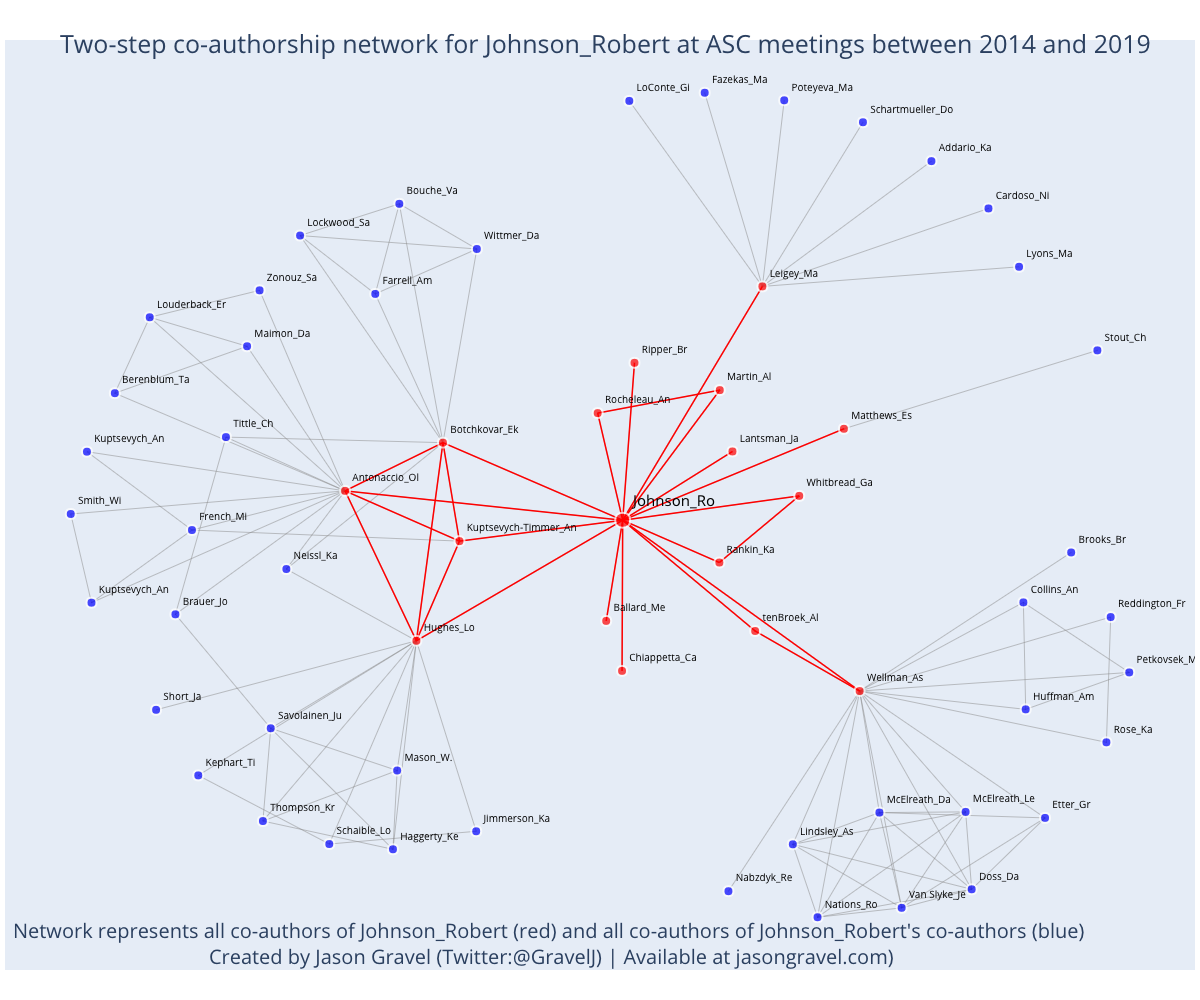 Two-step co-authorship network for Johnson_Robert at ASC meetings between 2014 and 2019
LoConte_Gi
Fazekas_Ma
Poteyeva_Ma
Schartmueller_Do
Addario_Ka
Cardoso_Ni
Lyons_Ma
Leigey_Ma
Bouche_Va
Lockwood_Sa
Wittmer_Da
Farrell_Am
Zonouz_Sa
Louderback_Er
Maimon_Da
Berenblum_Ta
Stout_Ch
Ripper_Br
Martin_Al
Rocheleau_An
Matthews_Es
Tittle_Ch
Botchkovar_Ek
Kuptsevych_An
Lantsman_Ja
Antonaccio_Ol
Whitbread_Ga
Smith_Wi
Johnson_Ro
French_Mi
Kuptsevych-Timmer_An
Brooks_Br
Rankin_Ka
Neissl_Ka
Kuptsevych_An
Brauer_Jo
Collins_An
Reddington_Fr
Ballard_Me
tenBroek_Al
Hughes_Lo
Chiappetta_Ca
Petkovsek_M
Wellman_As
Short_Ja
Huffman_Am
Savolainen_Ju
Rose_Ka
Kephart_Ti
Mason_W.
Thompson_Kr
Schaible_Lo
Haggerty_Ke
Jimmerson_Ka
McElreath_Da
McElreath_Le
Etter_Gr
Lindsley_As
Nabzdyk_Re
Doss_Da
Van Slyke_Je
Nations_Ro
Network represents all co-authors of Johnson_Robert (red) and all co-authors of Johnson_Robert's co-authors (blue)
Created by Jason Gravel (Twitter:@GravelJ) | Available at jasongravel.com)